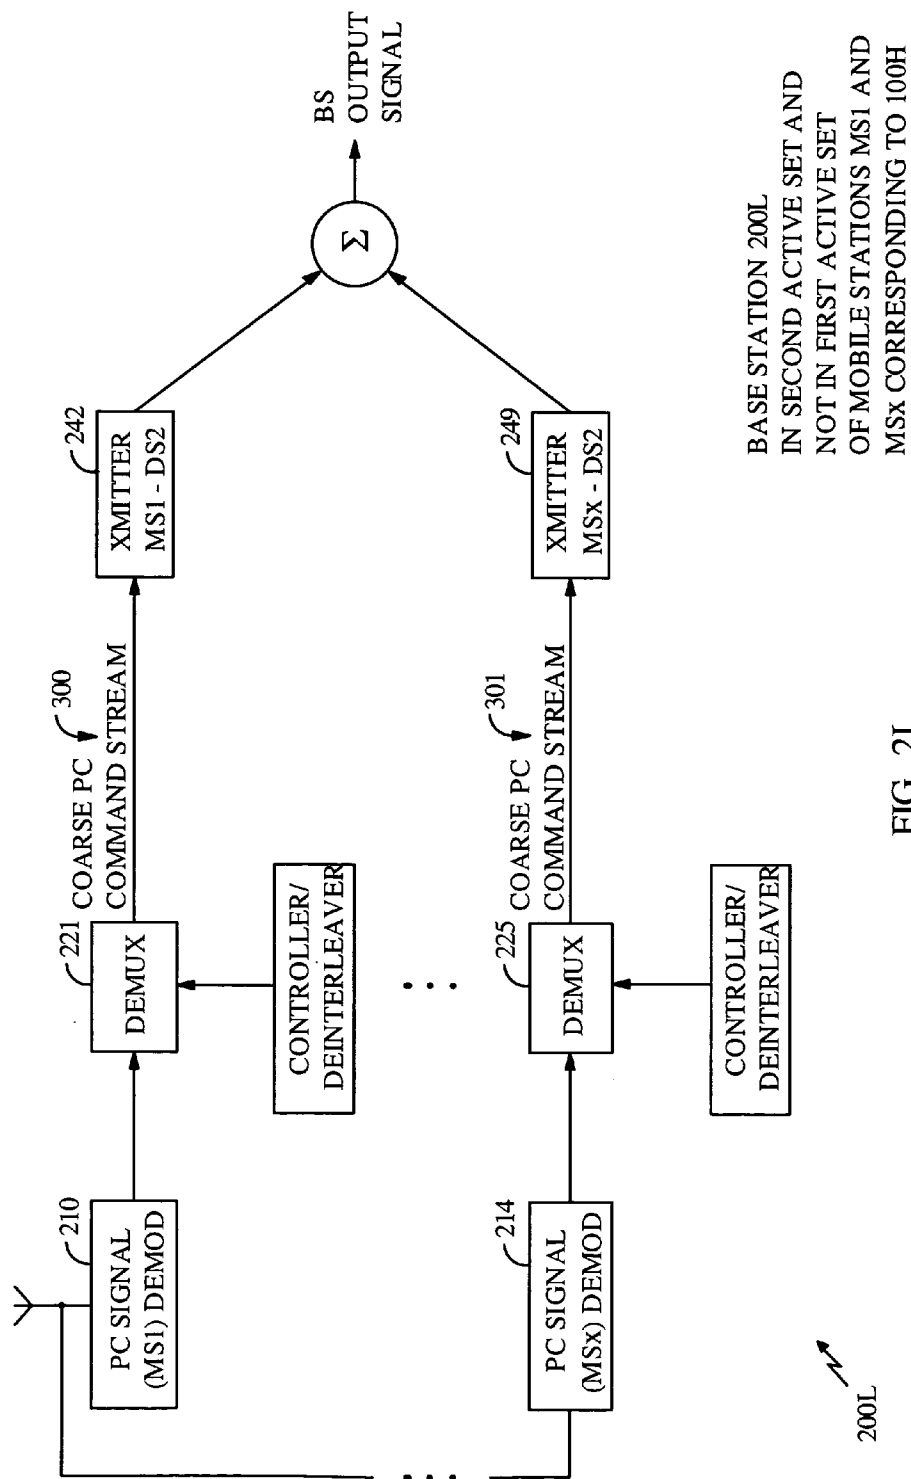 PC SIGNAL
(MS1) DEMOD
210
DEMUX
221
CONTROLLER/
DEINTERLEAVER
COARSE PC
COMMAND STREAM
300
XMITTER
MS1 - DS2
242
Σ
BS
OUTPUT
SIGNAL
PC SIGNAL
(MSx) DEMOD
214
DEMUX
225
CONTROLLER/
DEINTERLEAVER
COARSE PC
COMMAND STREAM
301
XMITTER
MSx - DS2
249
200L
BASE STATION 200L
IN SECOND ACTIVE SET AND
NOT IN FIRST ACTIVE SET
OF MOBILE STATIONS MS1 AND
MSx CORRESPONDING TO 100H
FIG.